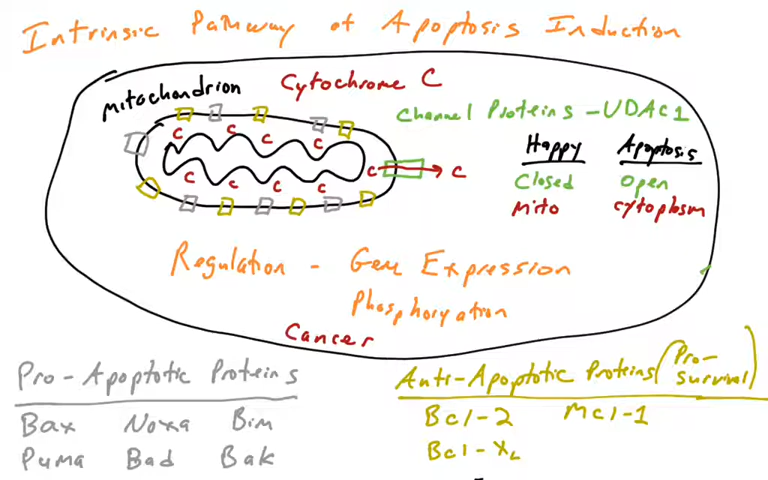 Intrinsic Pathway of Apoptosis Induction
Mitochondrion
Cytochrome C
Channel Proteins - UDAC1
Happy Apoptosis
Closed Open
Mito Cytoplasm
C C C C
C C
C C C C
Regulation - Gene Expression
Phosphorylation
Cancer
Pro-Apoptotic Proteins
Bax Noxa Bim
Puma Bad Bak
Anti-Apoptotic Proteins (Pro-survival)
Bcl-2 Mcl-1
Bcl-XL